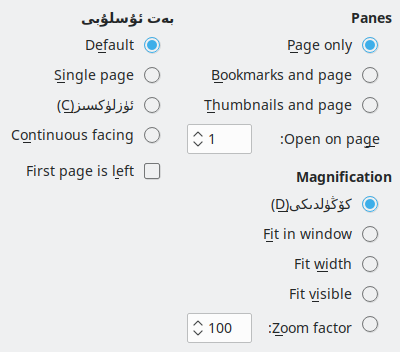 Panes
Page only
Bookmarks and page
Thumbnails and page
Open on page:
1
Magnification
كۆڭۈلدىكى(D)
Fit in window
Fit width
Fit visible
Zoom factor:
100
بەت ئۇسلۇبى
Default
Single page
ئۈزلۈكسىز(C)
Continuous facing
First page is left